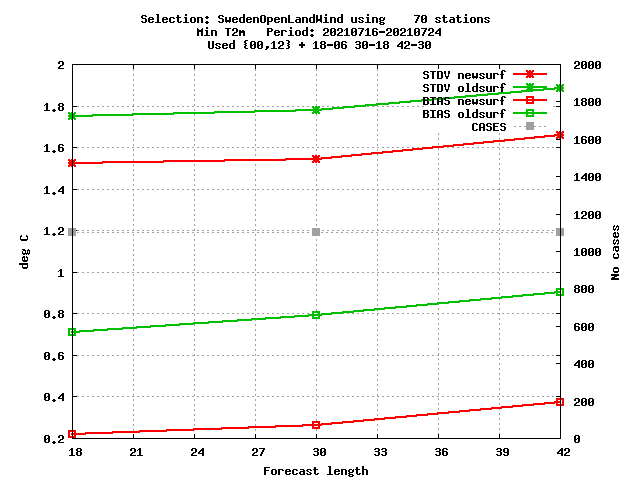 Selection: SwedenOpenLandWind using    70 stations
Min T2m   Period: 20210716-20210724
Used {00,12} + 18-06 30-18 42-30
STDV newsurf
STDV oldsurf
BIAS newsurf
BIAS oldsurf
CASES
deg C
2
1.8
1.6
1.4
1.2
1
0.8
0.6
0.4
0.2
2000
1800
1600
1400
1200
1000
800
600
400
200
0
No cases
18 21 24 27 30 33 36 39 42
Forecast length